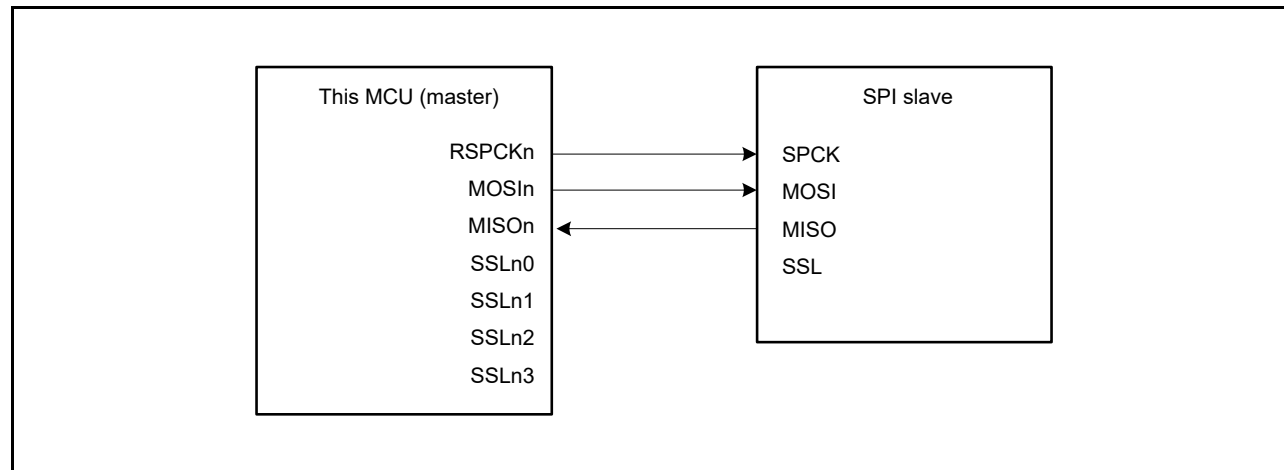 This MCU (master)
RSPCKn
MOSIn
MISOn
SSLn0
SSLn1
SSLn2
SSLn3
SPI slave
SPCK
MOSI
MISO
SSL